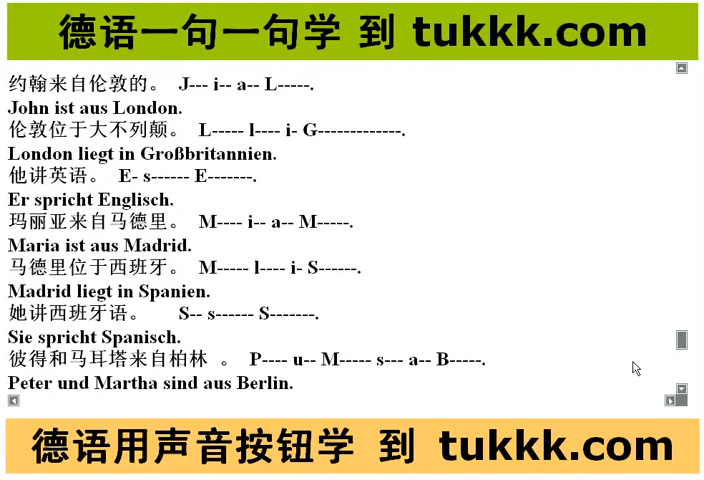 德语一句一句学 到 tukkk.com
约翰来自伦敦的。 J--- i-- a-- L-----.
John ist aus London.
伦敦位于大不列颠。 L----- l---- i- G-------------.
London liegt in Großbritannien.
他讲英语。 E- s------ E-------.
Er spricht Englisch.
玛丽亚来自马德里。 M---- i-- a-- M-----.
Maria ist aus Madrid.
马德里位于西班牙。 M----- l---- i- S------.
Madrid liegt in Spanien.
她讲西班牙语。 S-- s------ S-------.
Sie spricht Spanisch.
彼得和马耳塔来自柏林 。 P---- u-- M----- s--- a-- B-----.
Peter und Martha sind aus Berlin.
德语用声音按钮学 到 tukkk.com